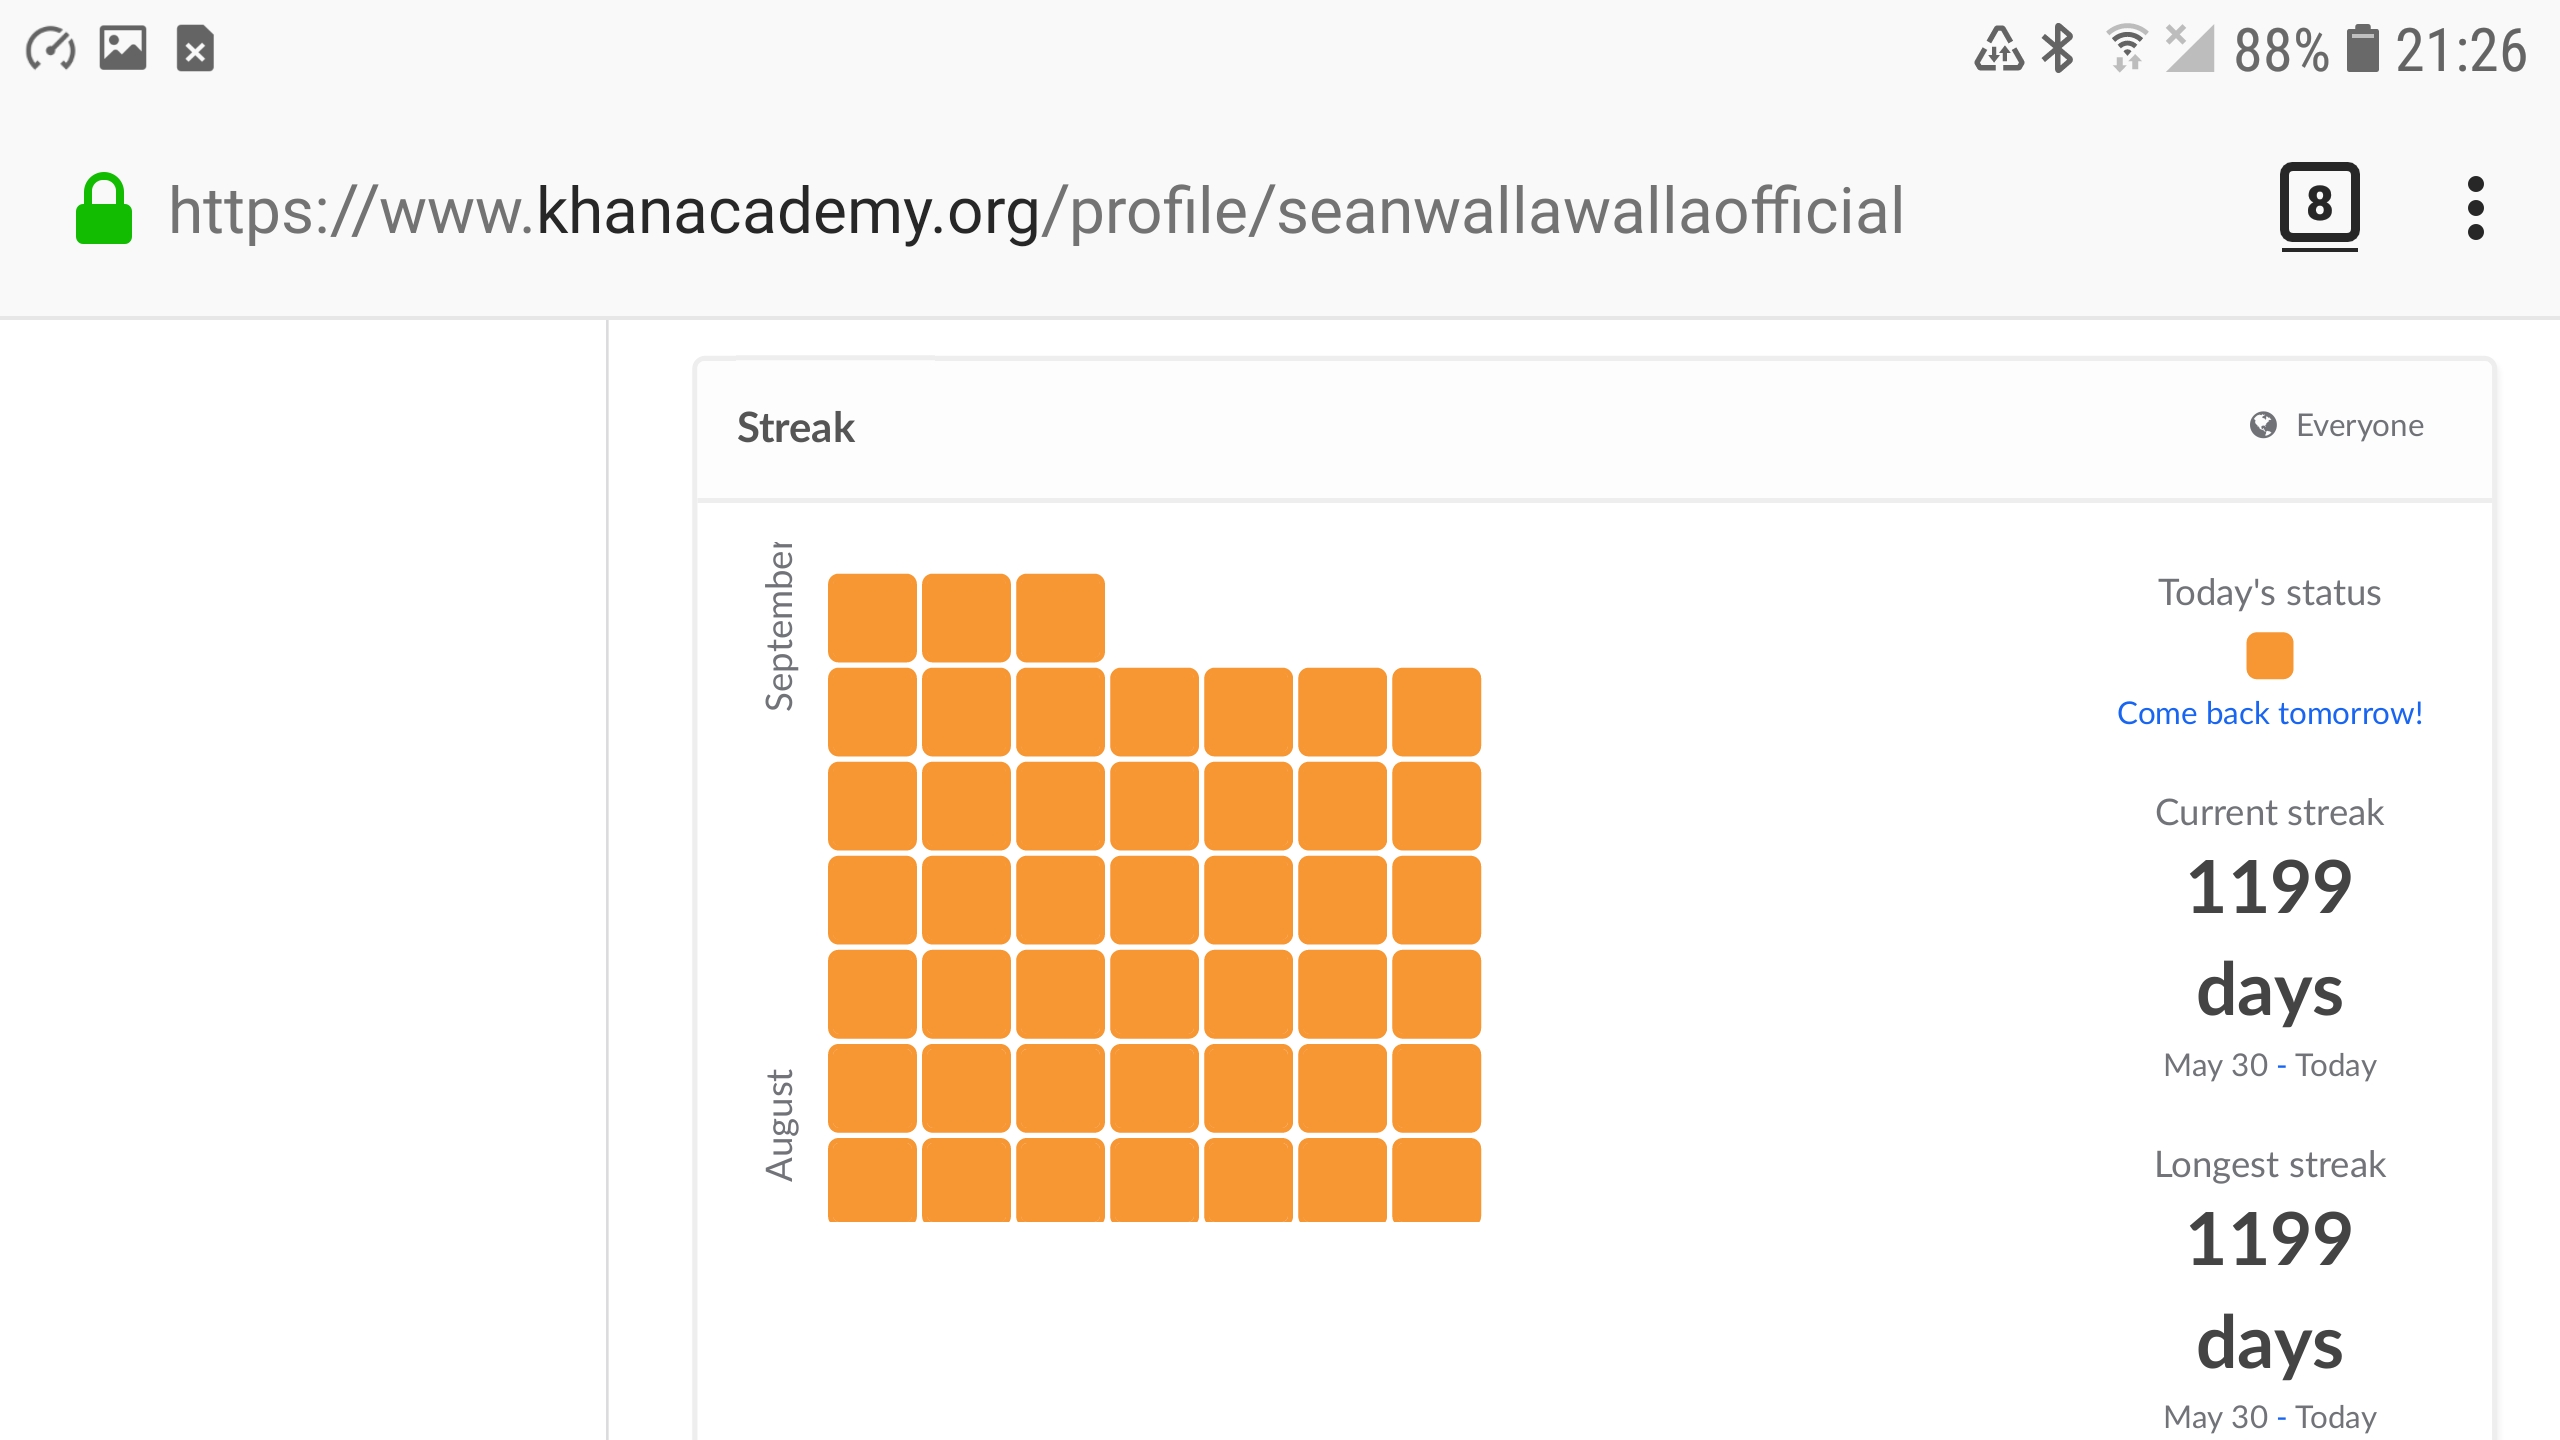 88% 21:26
https://www.khanacademy.org/profile/seanwallawallaofficial
8
Streak
Everyone
September
August
Today's status
Come back tomorrow!
Current streak
1199
days
May 30 - Today
Longest streak
1199
days
May 30 - Today